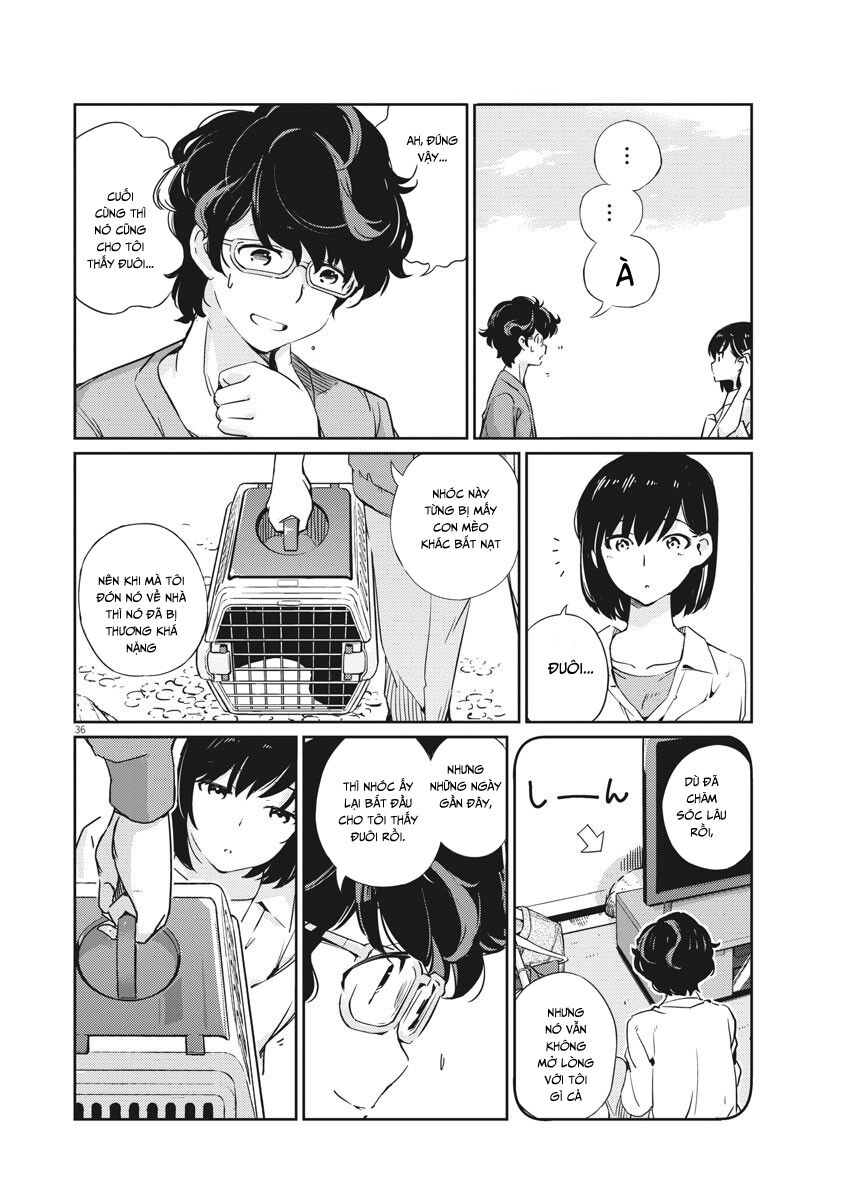 ...
...
À
AH, ĐÚNG
VẬY...
CUỐI
CÙNG THÌ
NÓ CŨNG
CHO TÔI
THẤY ĐUÔI...
ĐUÔI...
NHÓC NÀY
TỪNG BỊ MẤY
CON MÈO
KHÁC BẮT NẠT
NÊN KHI MÀ TÔI
ĐÓN NÓ VỀ NHÀ
THÌ NÓ ĐÃ BỊ
THƯƠNG KHÁ
NẶNG
36
DÙ ĐÃ
CHĂM
SÓC LÂU
RỒI,
しーん
NHƯNG
NÓ VẪN
KHÔNG
MỞ LÒNG
VỚI TÔI
GÌ CẢ
NHƯNG
NHỮNG NGÀY
GẦN ĐÂY,
THÌ NHÓC ẤY
LẠI BẮT ĐẦU
CHO TÔI THẤY
ĐUÔI RỒI.